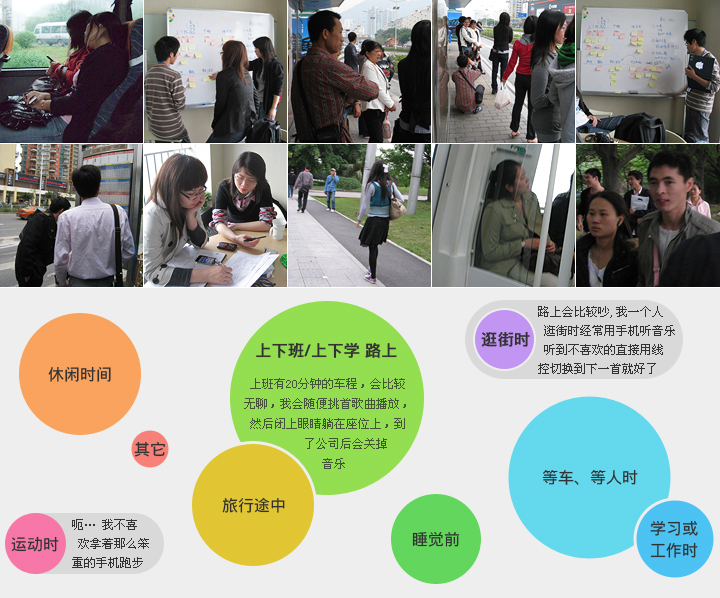 休闲时间
其它
运动时
呃… 我不喜
欢拿着那么笨
重的手机跑步
上下班/上下学 路上
上班有20分钟的车程，会比较
无聊，我会随便挑首歌曲播放，
然后闭上眼睛躺在座位上，到
了公司后会关掉
音乐
旅行途中
睡觉前
逛街时
路上会比较吵,我一个人
逛街时经常用手机听音乐
听到不喜欢的直接用线
控切换到下一首就好了
等车、等人时
学习或
工作时